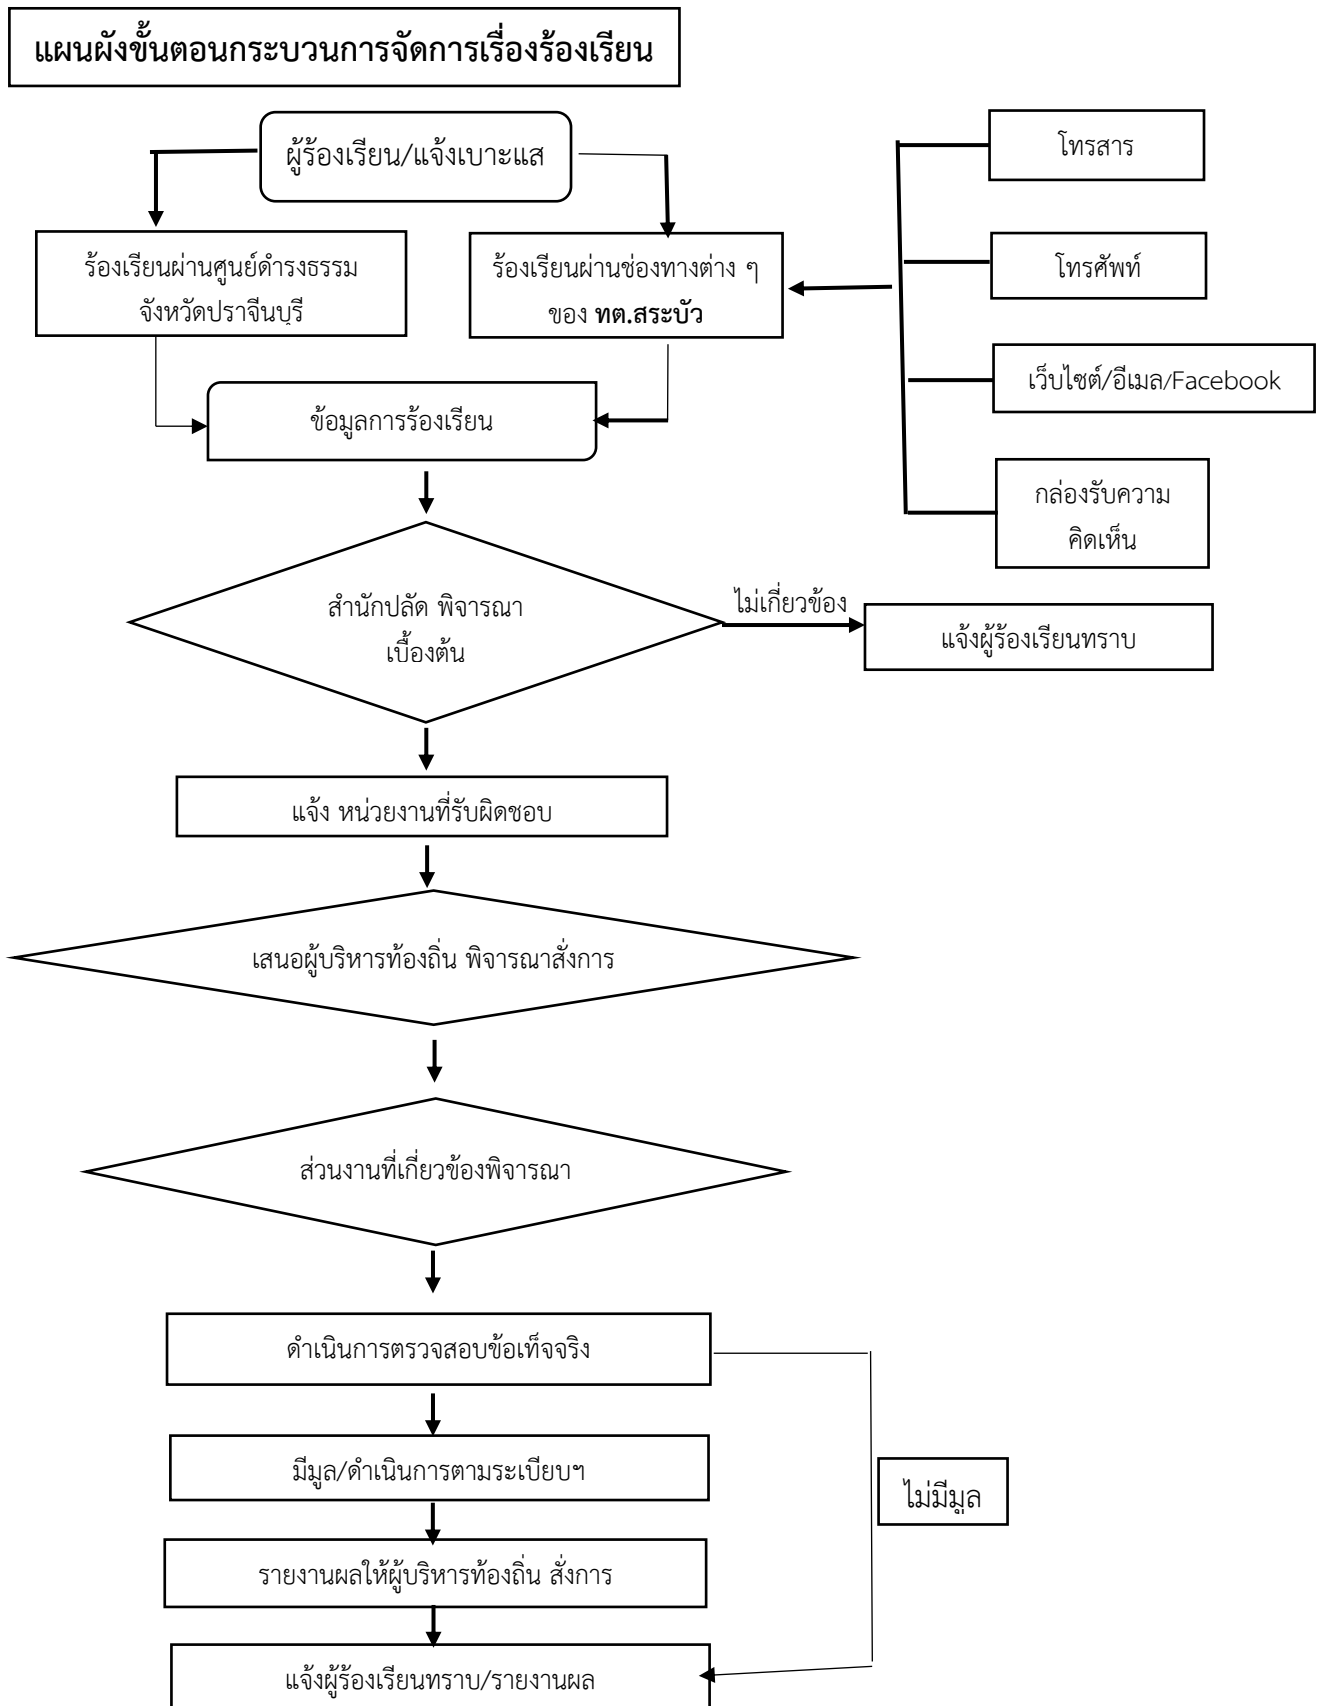 แผนผังขั้นตอนกระบวนการจัดการเรื่องร้องเรียน
ผู้ร้องเรียน/แจ้งเบาะแส
โทรสาร
ร้องเรียนผ่านศูนย์ดำรงธรรม
จังหวัดปราจีนบุรี
ร้องเรียนผ่านช่องทางต่าง ๆ
ของ ทต.สระบัว
โทรศัพท์
เว็บไซต์/อีเมล/Facebook
ข้อมูลการร้องเรียน
กล่องรับความ
คิดเห็น
สำนักปลัด พิจารณา
เบื้องต้น
ไม่เกี่ยวข้อง
แจ้งผู้ร้องเรียนทราบ
แจ้ง หน่วยงานที่รับผิดชอบ
เสนอผู้บริหารท้องถิ่น พิจารณาสั่งการ
ส่วนงานที่เกี่ยวข้องพิจารณา
ดำเนินการตรวจสอบข้อเท็จจริง
มีมูล/ดำเนินการตามระเบียบฯ
ไม่มีมูล
รายงานผลให้ผู้บริหารท้องถิ่น สั่งการ
แจ้งผู้ร้องเรียนทราบ/รายงานผล